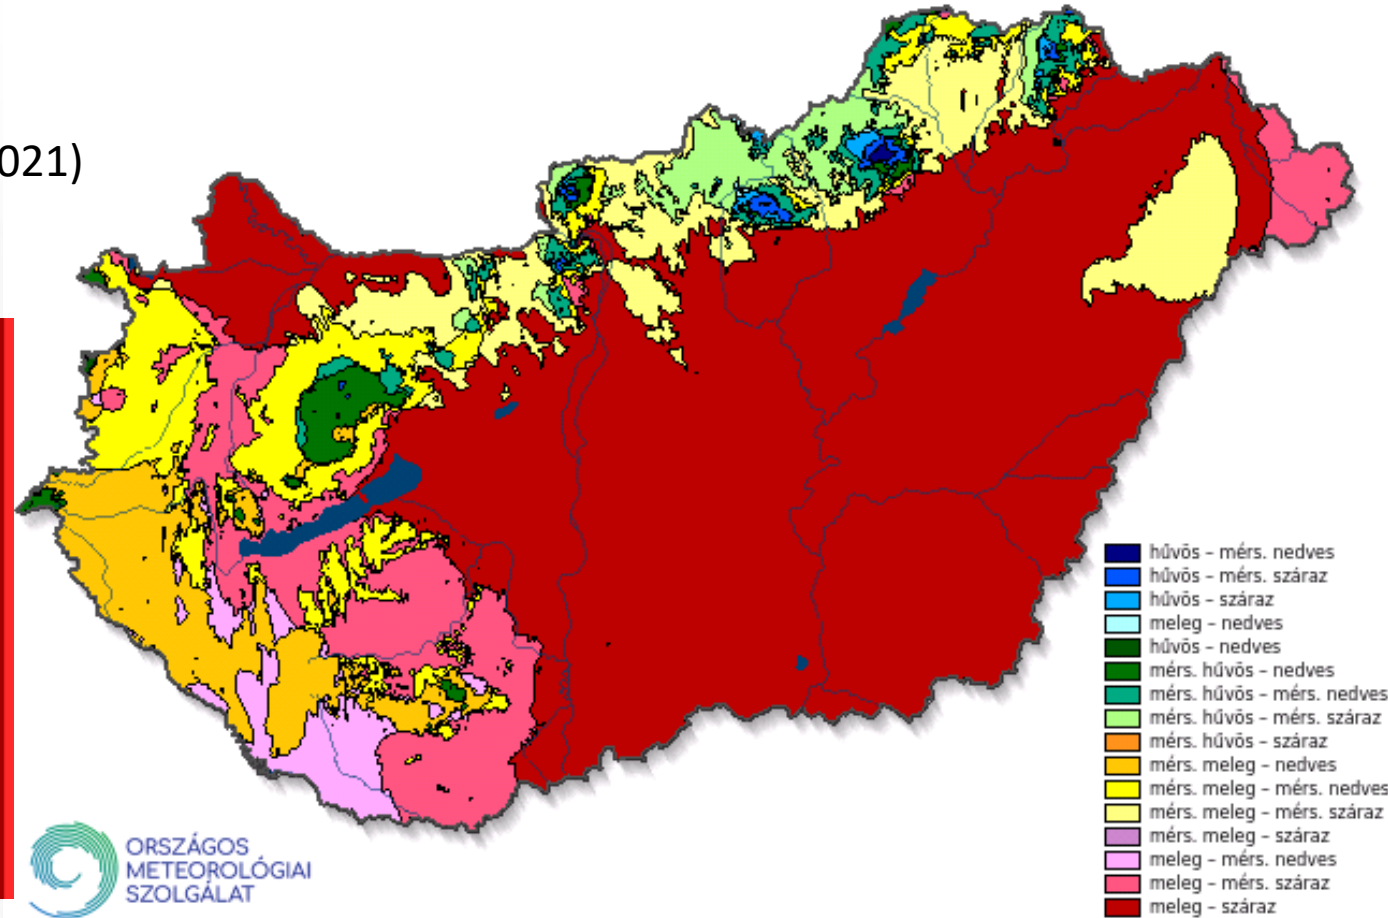 021)
hűvös – mérs. nedves
hűvös – mérs. száraz
hűvös – száraz
meleg – nedves
hűvös – nedves
mérs. hűvös – nedves
mérs. hűvös – mérs. nedves
mérs. hűvös – mérs. száraz
mérs. hűvös – száraz
mérs. meleg – nedves
mérs. meleg – mérs. nedves
mérs. meleg – mérs. száraz
mérs. meleg – száraz
meleg – mérs. nedves
meleg – mérs. száraz
meleg – száraz
ORSZÁGOS
METEOROLÓGIAI
SZOLGÁLAT